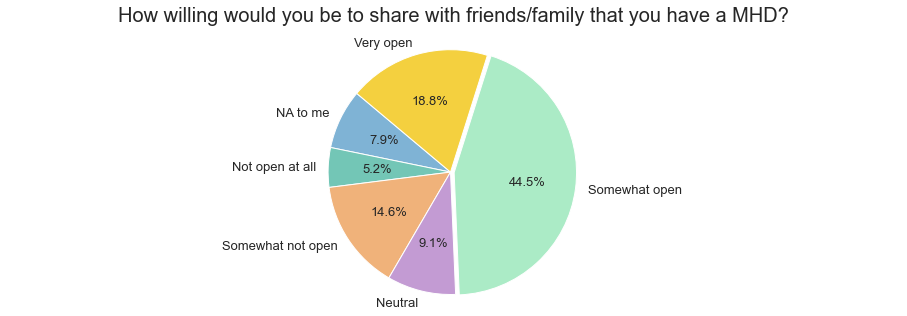 How willing would you be to share with friends/family that you have a MHD?
Very open
18.8%
NA to me
7.9%
Not open at all
5.2%
44.5%
Somewhat open
14.6%
Somewhat not open
9.1%
Neutral